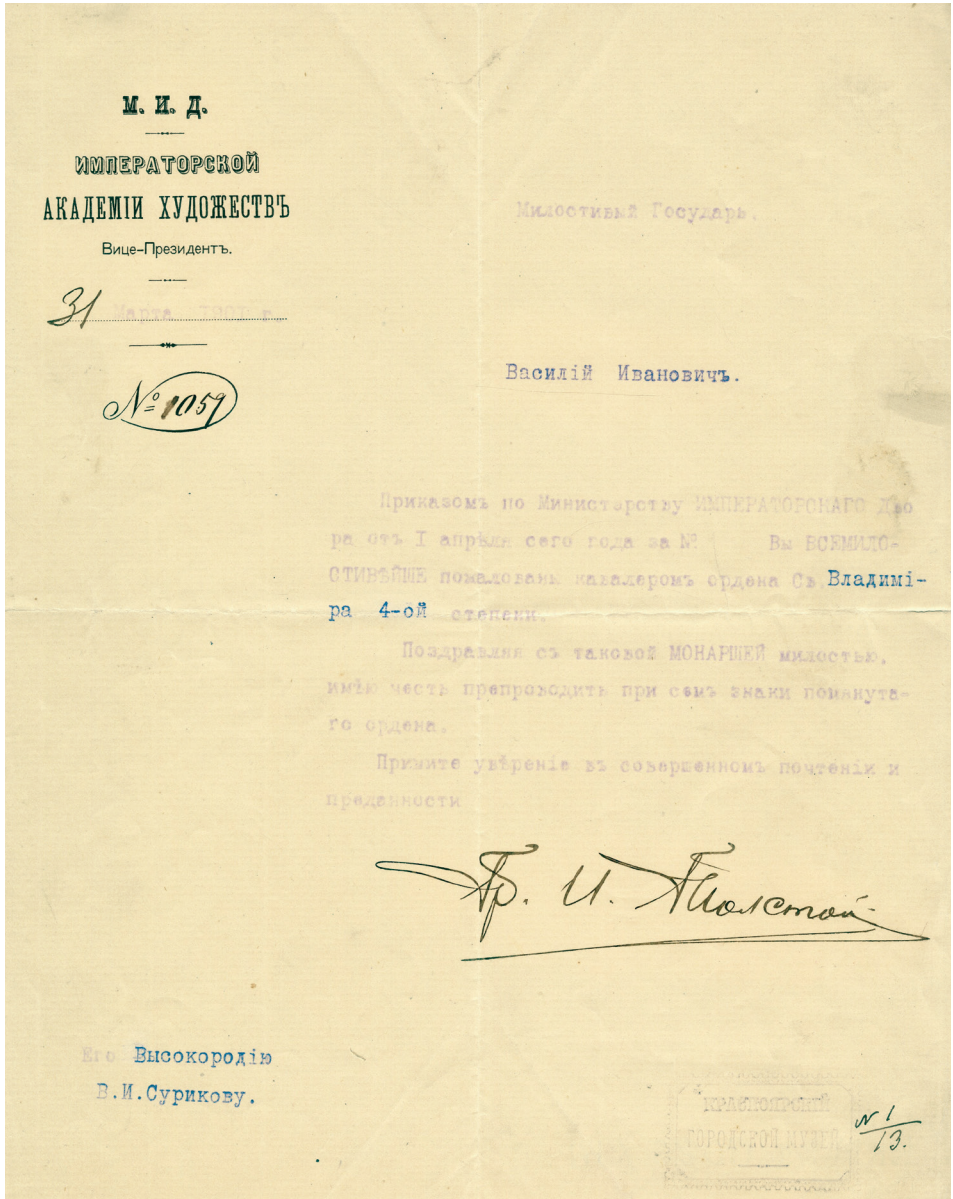 М. И. Д.
ИМПЕРАТОРСКОЙ
АКАДЕМІИ ХУДОЖЕСТВЪ
Вице-Президентъ.
31 Марта г.
№ 1059
Милостивый Государь.
Василій Ивановичъ.
Приказомъ по Министерству ИМПЕРАТОРСКАГО Дво
ра отъ I апрѣля сего года за № Вы ВСЕМИЛО-
СТИВѢЙШЕ пожалованы кавалеромъ ордена Св. Владимі-
ра 4-ой степени.
Поздравляя съ таковой МОНАРШЕЙ милостью,
имѣю честь препроводить при семъ знаки помянута-
го ордена.
Примите увѣреніе въ совершенномъ почтеніи и
преданности
Гр. И. Толстой
Его Высокородію
В.И.Сурикову.
КРАСНОЯРСКІЙ
ГОРОДСКОЙ МУЗЕЙ
№ 1/13.